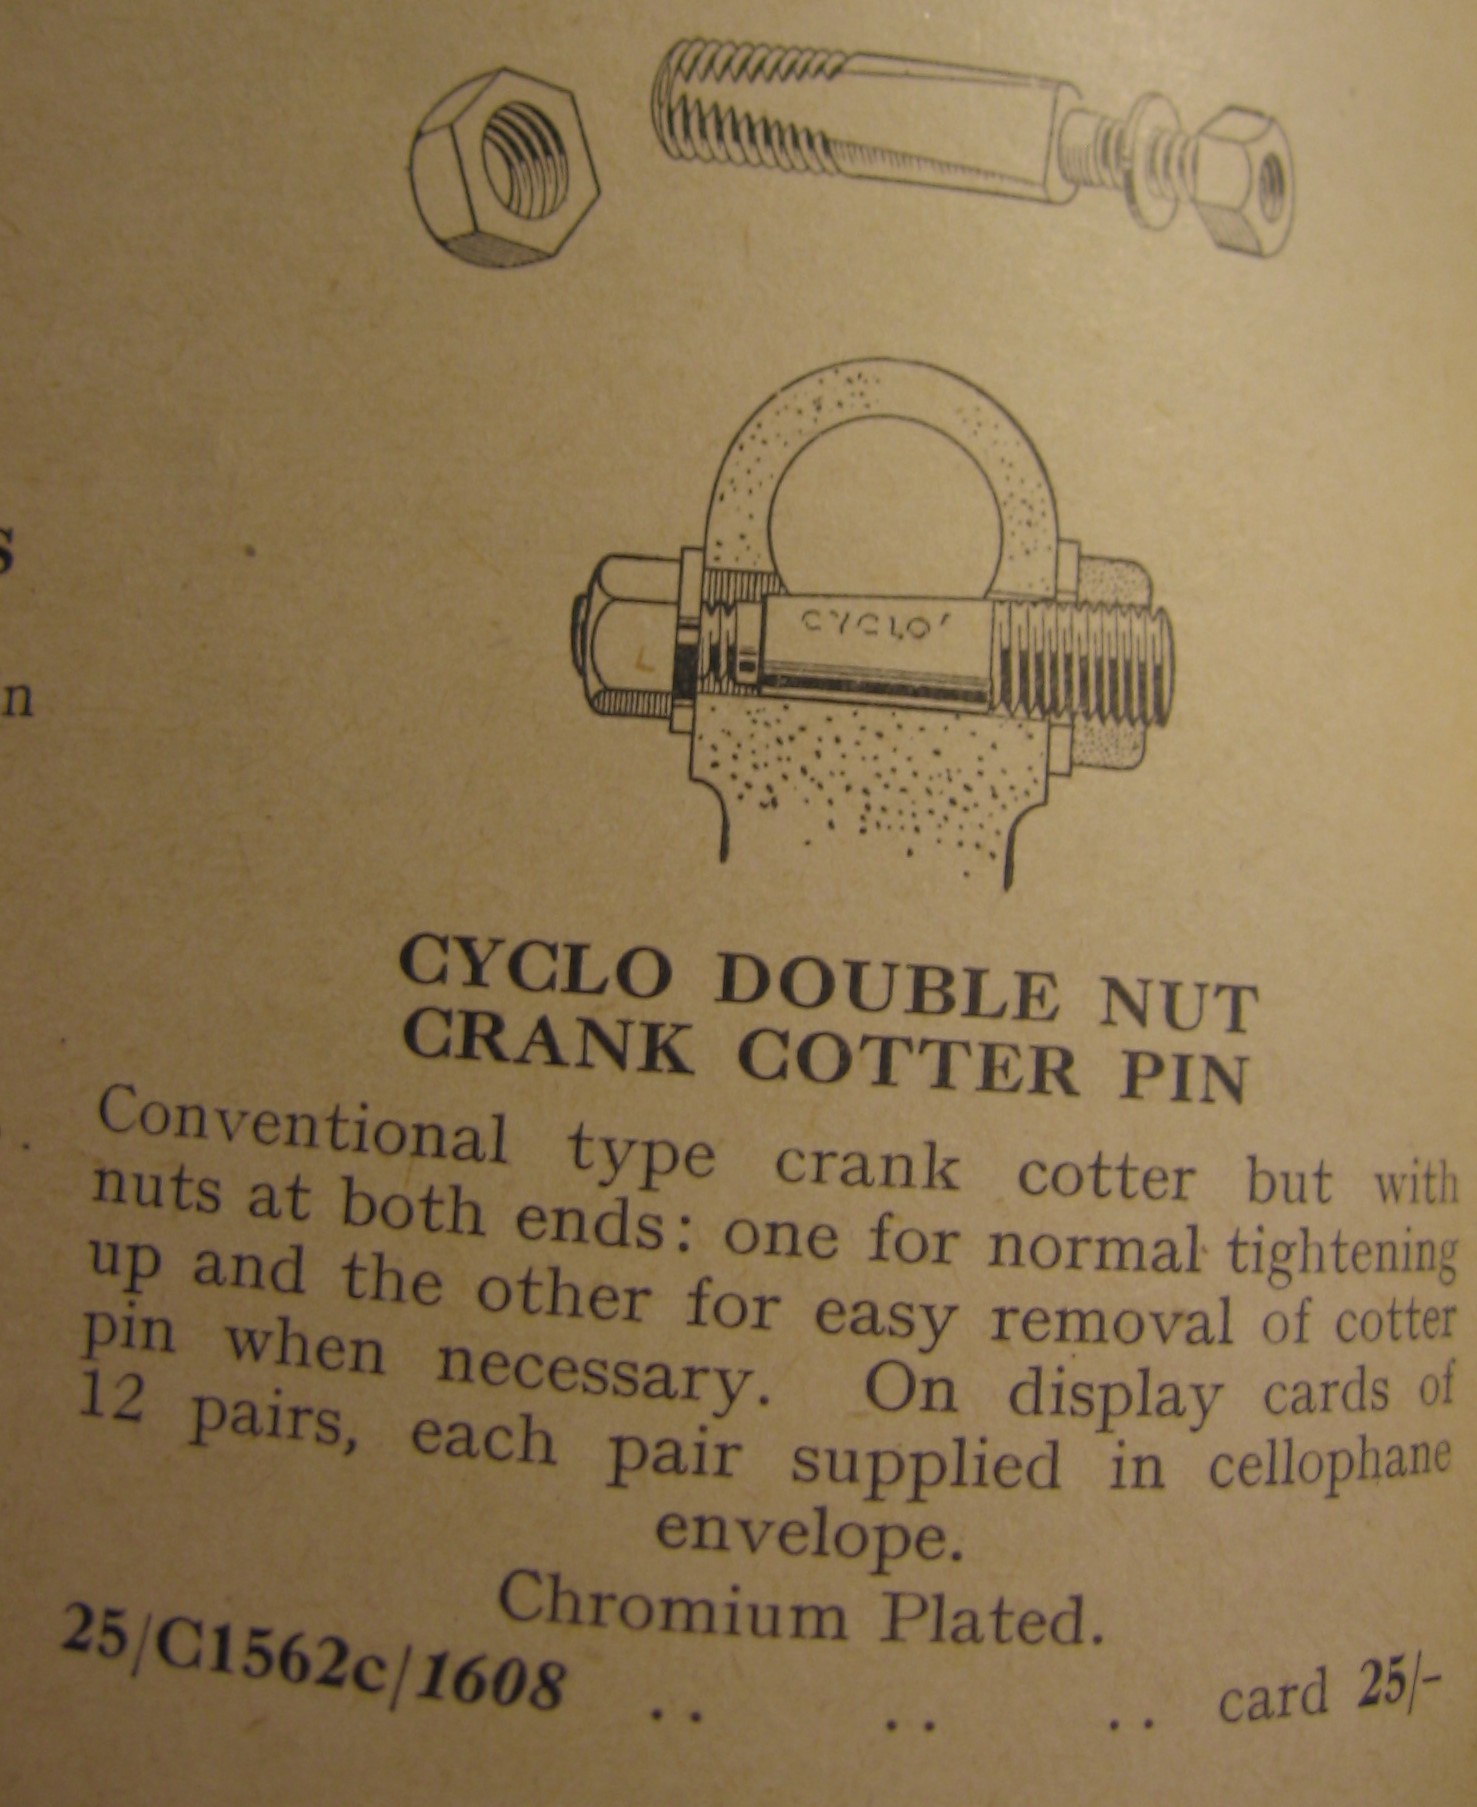 CYCLO
s
n
CYCLO DOUBLE NUT
CRANK COTTER PIN
Conventional type crank cotter but with
nuts at both ends: one for normal tightening
up and the other for easy removal of cotter
pin when necessary. On display cards of
12 pairs, each pair supplied in cellophane
envelope.
Chromium Plated.
25/C1562c/1608 .. .. .. card 25/-